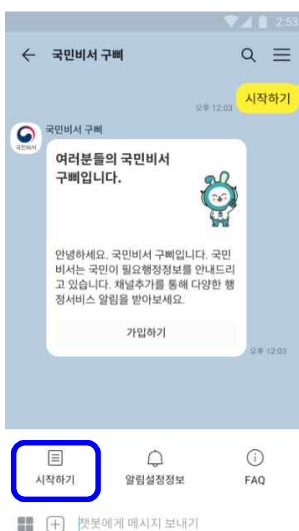 2:53
국민비서 구삐
시작하기
오후 12:03
국민비서 구삐
국민비서
여러분들의 국민비서
구삐입니다.
안녕하세요. 국민비서 구삐입니다. 국민
비서는 국민이 필요행정정보를 안내드리
고 있습니다. 채널추가를 통해 다양한 행
정서비스 알림을 받아보세요.
가입하기
오후 12:03
시작하기
알림설정정보
FAQ
챗봇에게 메시지 보내기